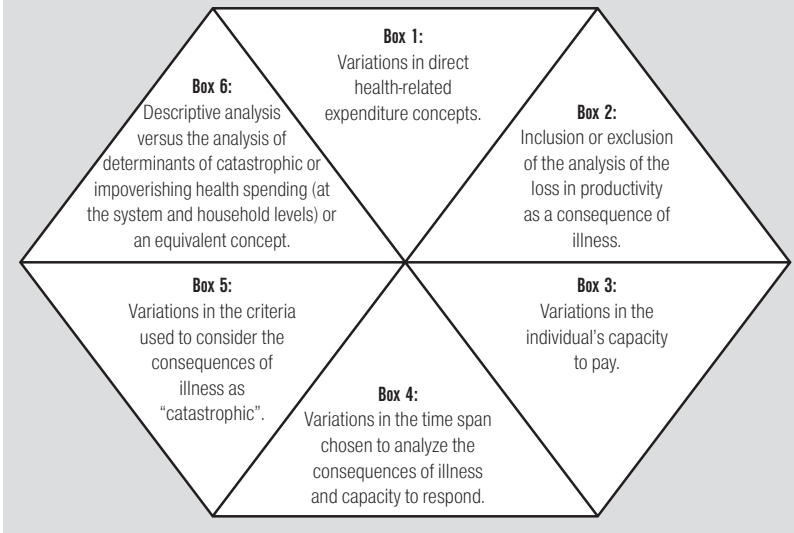 Box 1:
Variations in direct
health-related
expenditure concepts.
Box 2:
Inclusion or exclusion
of the analysis of the
loss in productivity
as a consequence of
illness.
Box 3:
Variations in the
individual's capacity
to pay.
Box 4:
Variations in the time span
chosen to analyze the
consequences of illness
and capacity to respond.
Box 5:
Variations in the criteria
used to consider the
consequences of
illness as
“catastrophic”.
Box 6:
Descriptive analysis
versus the analysis of
determinants of catastrophic or
impoverishing health spending (at
the system and household levels) or
an equivalent concept.